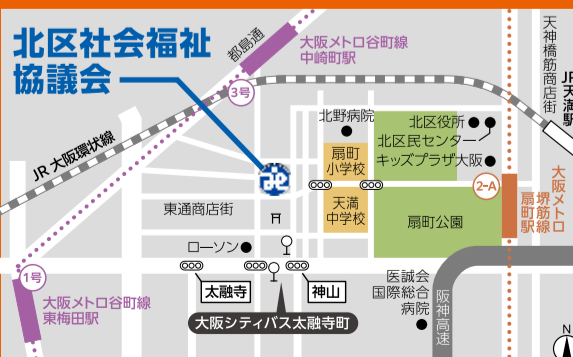 北区社会福祉
協議会
都島通
大阪メトロ谷町線
中崎町駅
3号
天神橋筋商店街
JR天満駅
JR 大阪環状線
北野病院
扇町
小学校
北区役所
北区民センター
キッズプラザ大阪
2-A
大阪メトロ
堺筋線
扇町駅
東通商店街
天満
中学校
扇町公園
ローソン
1号
太融寺
神山
医誠会
国際総合
病院
阪神高速
大阪メトロ谷町線
東梅田駅
大阪シティバス太融寺町
N